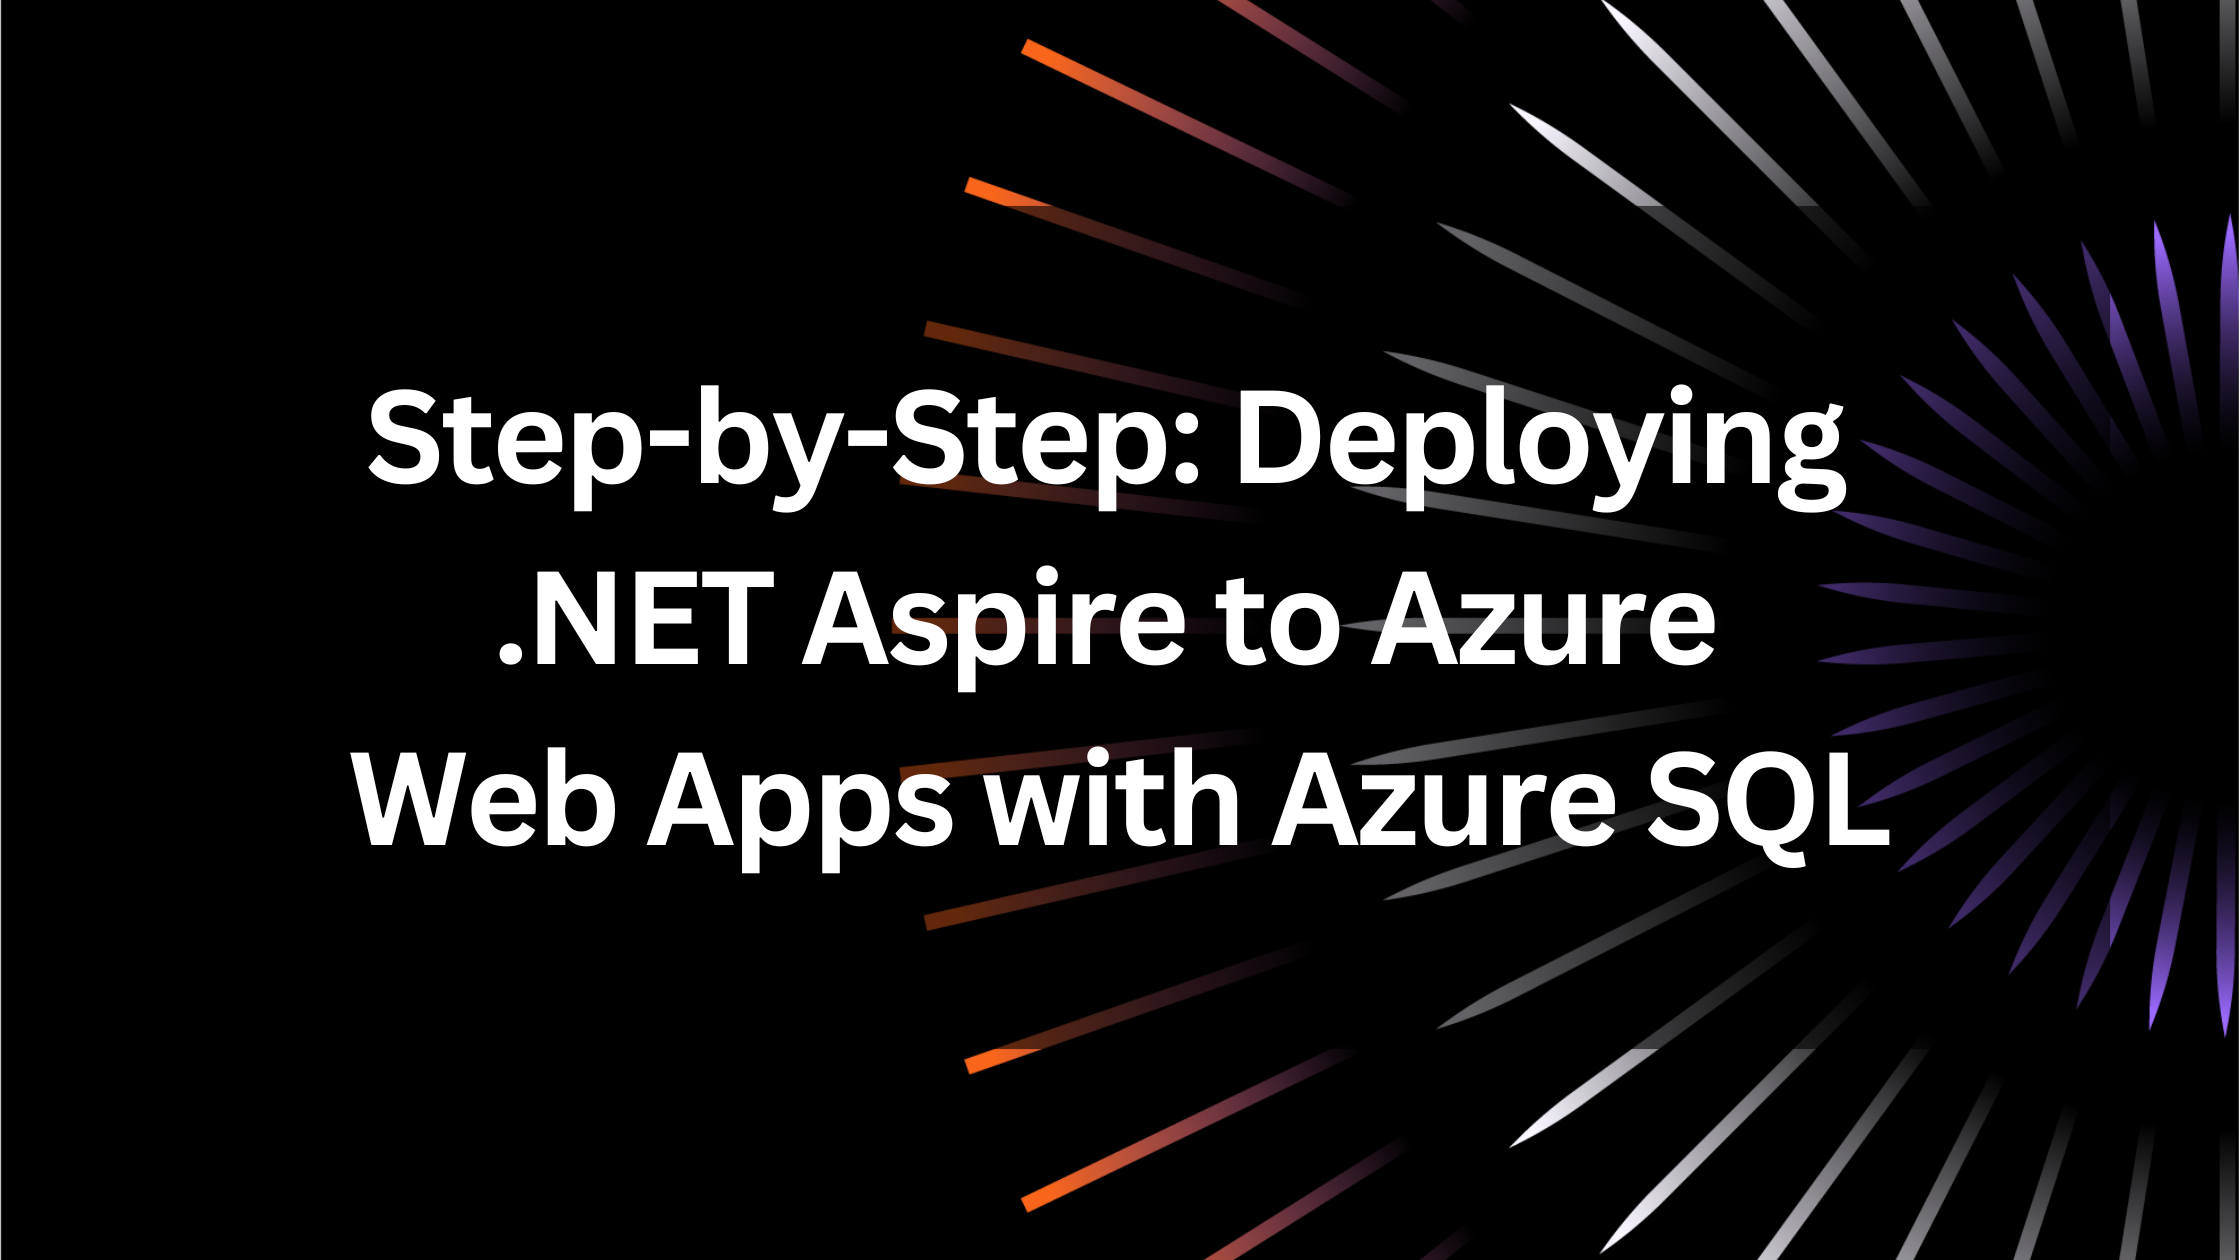 Step-by-Step: Deploying
.NET Aspire to Azure
Web Apps with Azure SQL